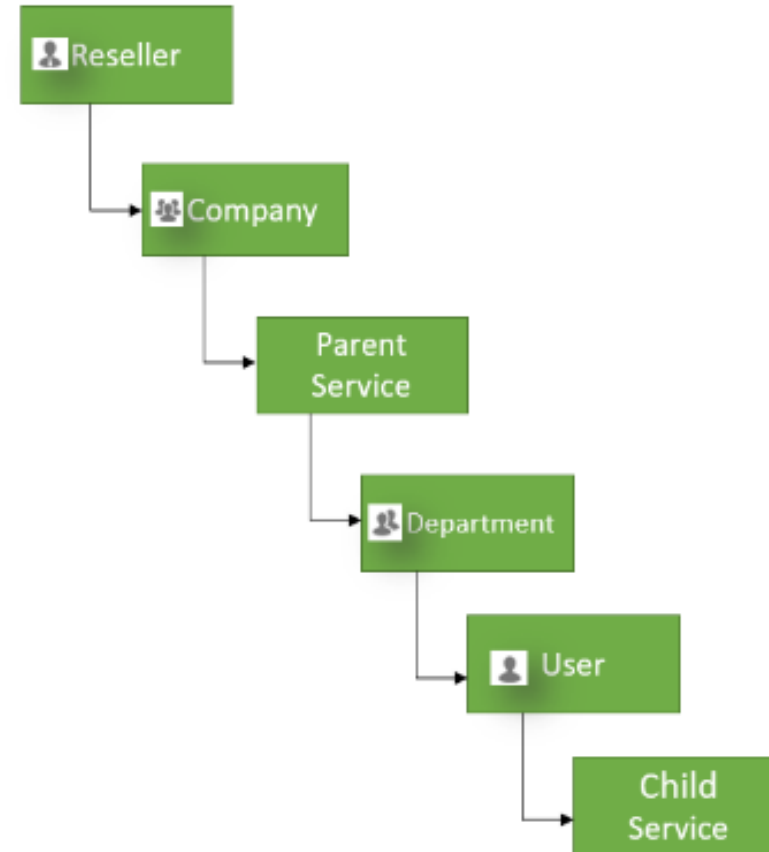 Reseller
Company
Parent
Service
Department
User
Child
Service